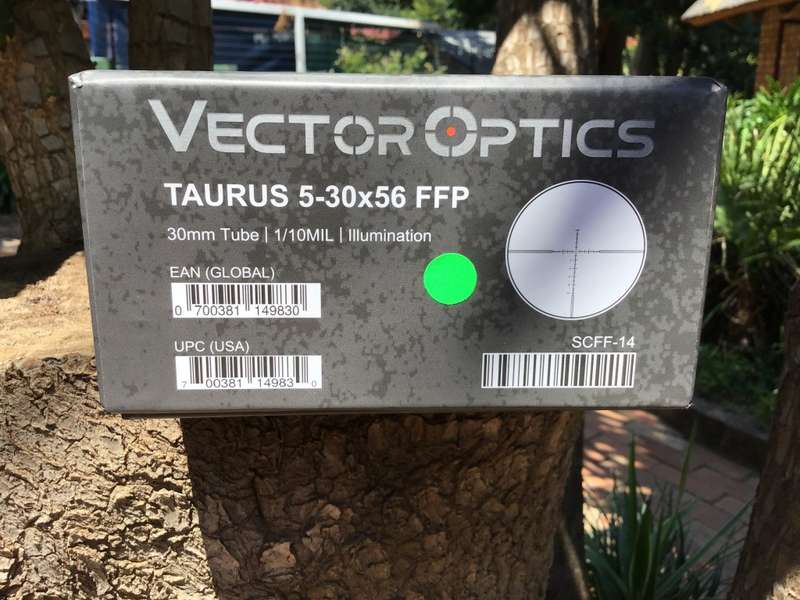 VECTOR OPTICS
TAURUS 5-30x56 FFP
30mm Tube | 1/10MIL | Illumination
EAN (GLOBAL)
0 700381 149830
UPC (USA)
7 00381 14983 0
SCFF-14